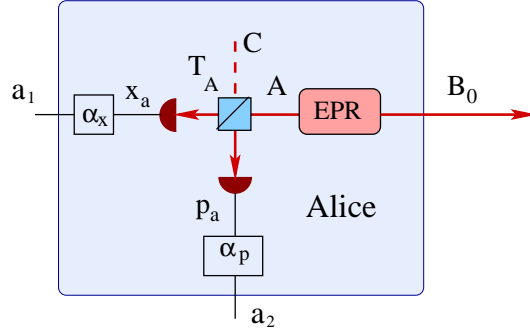 C
T_A
A
B_0
a_1
x_a
α_x
EPR
p_a
Alice
α_p
a_2